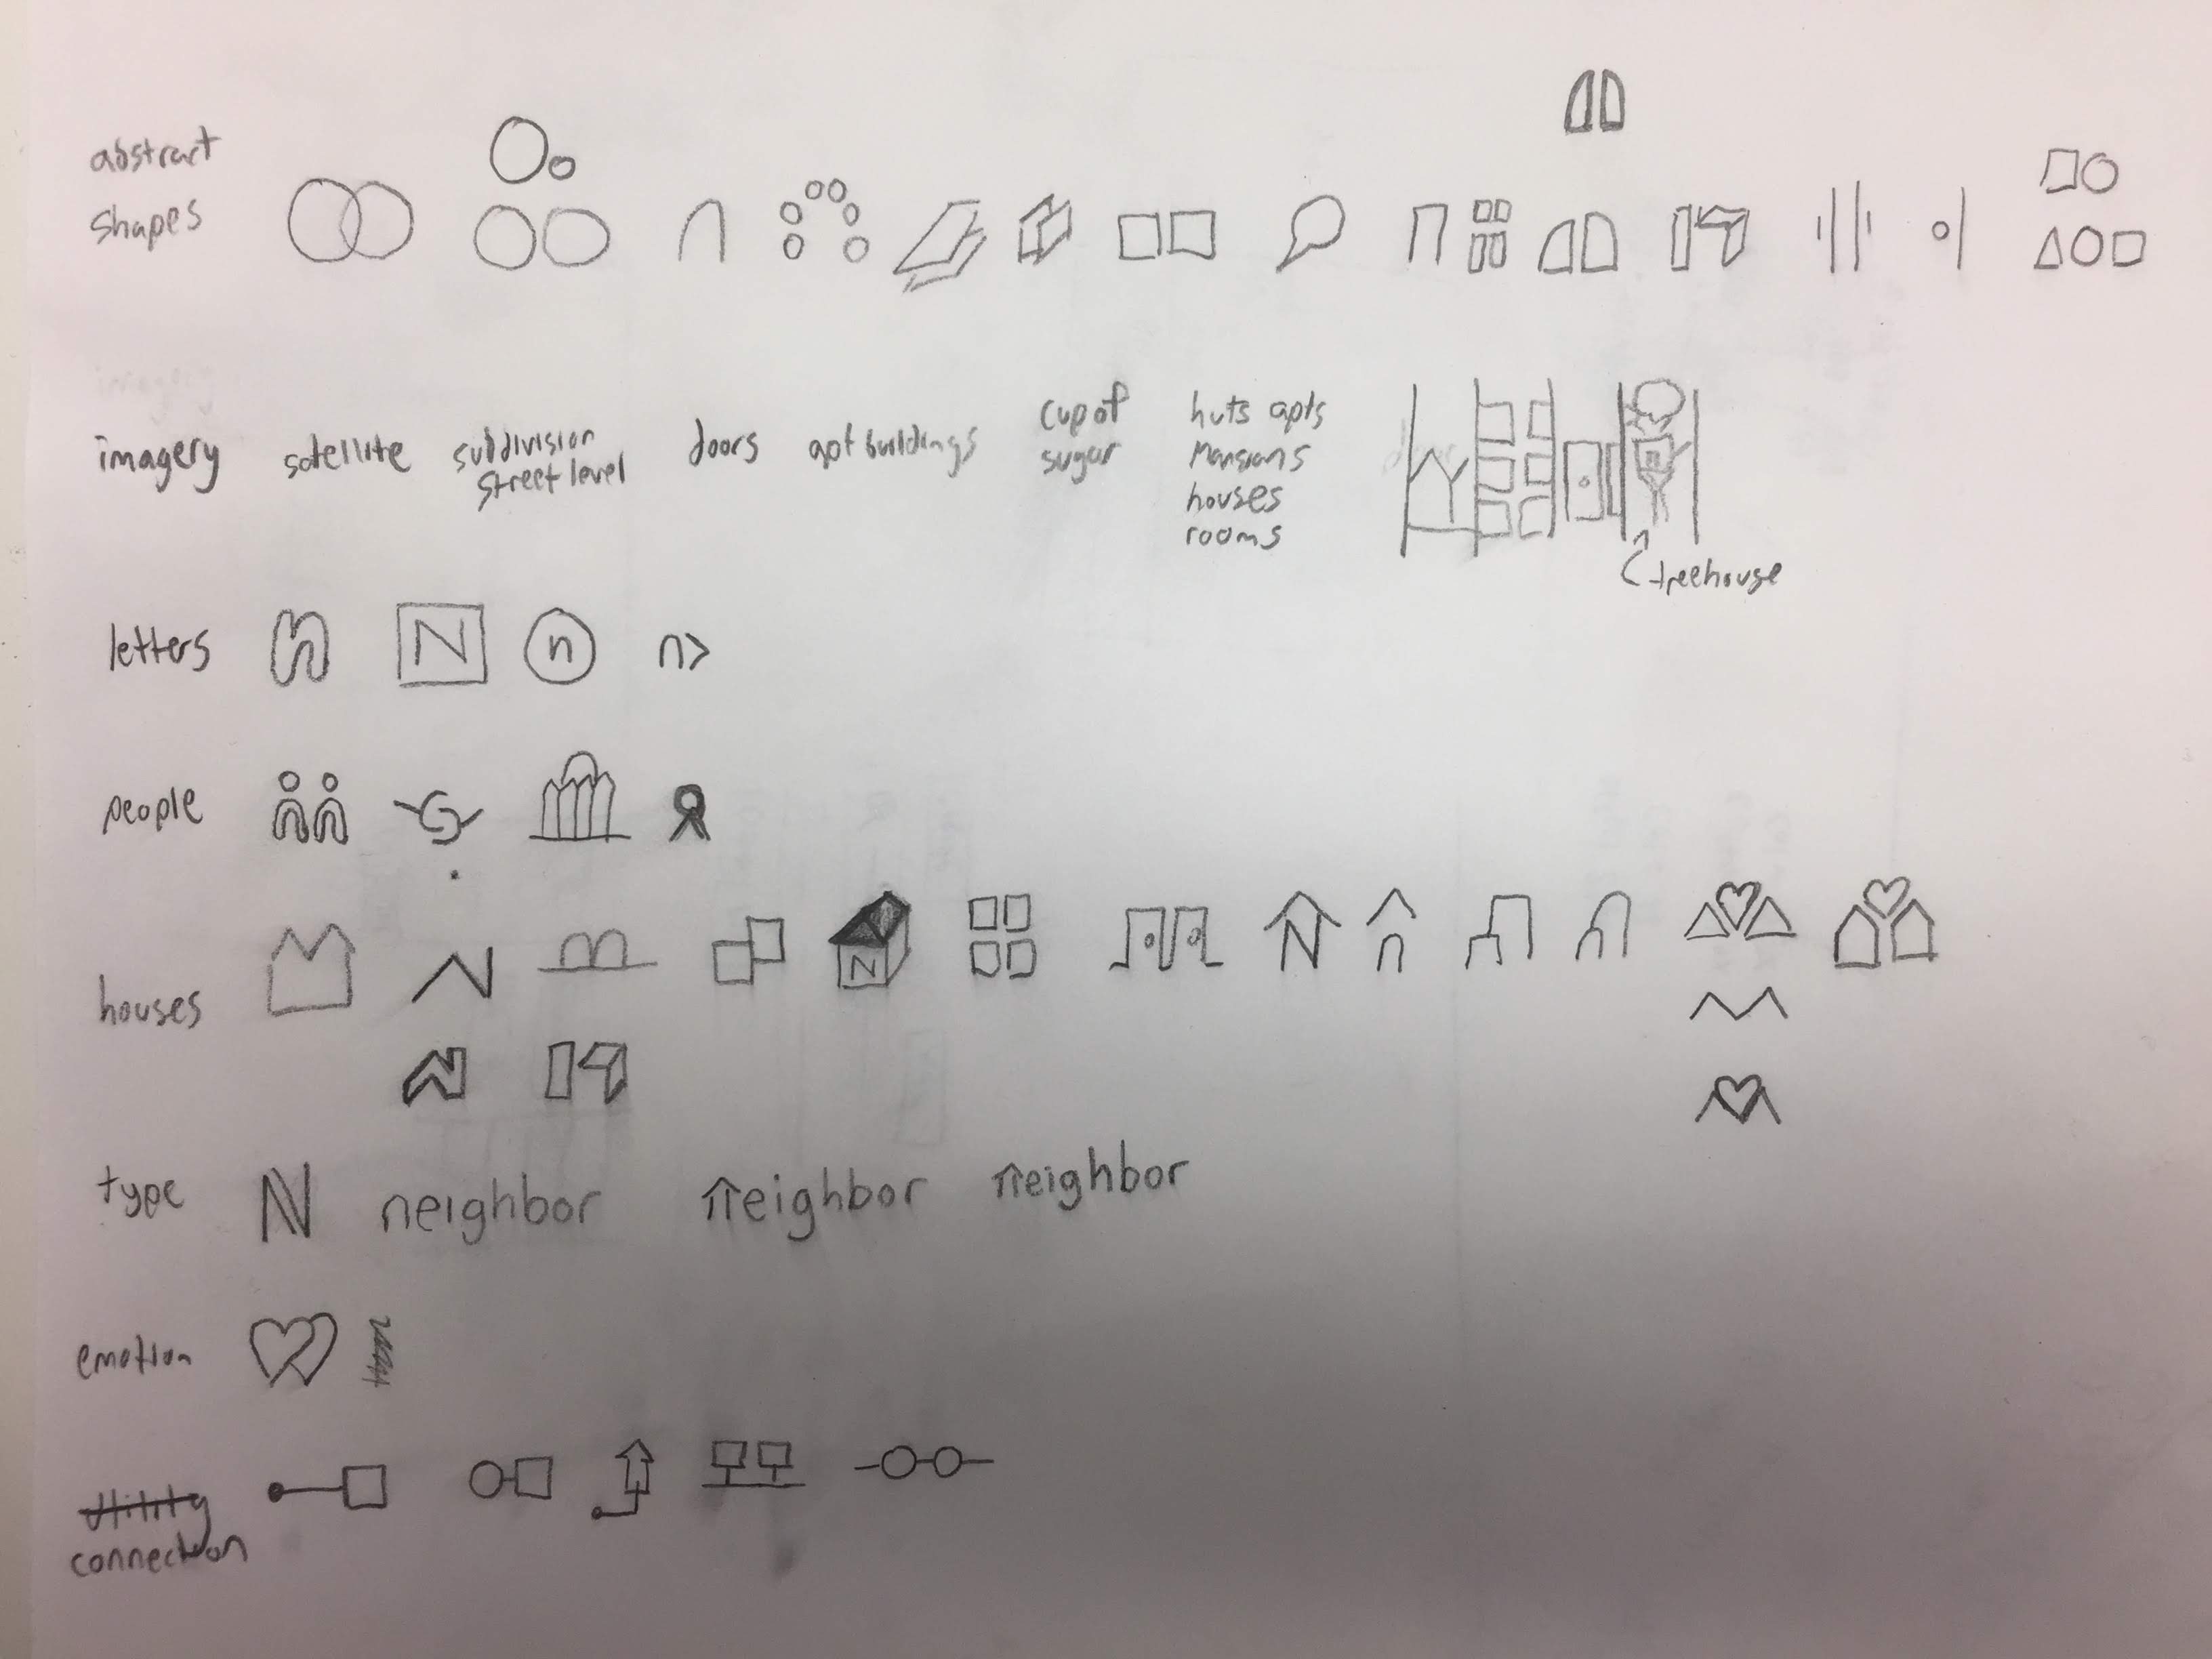 abstract
shapes
imagery
satellite
subdivision
street level
doors
apt buildings
cup of
sugar
huts apts
mansions
houses
rooms
treehouse
letters
n
N
n
n>
people
houses
N
N
type
N
neighbor
neighbor
neighbor
emotion
utility
connection